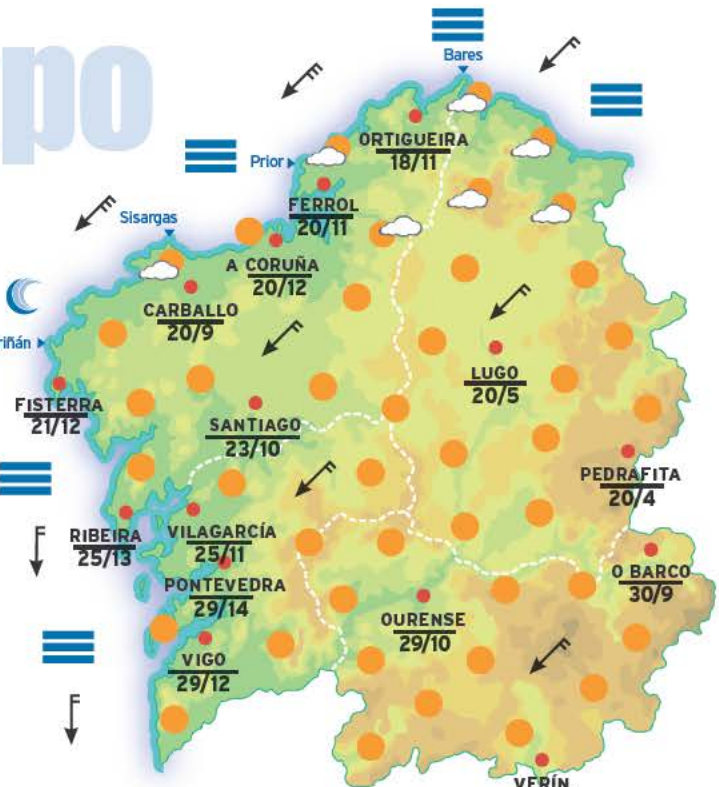 po
Bares
ORTIGUEIRA
18/11
Prior
FERROL
20/11
Sisargas
A CORUÑA
20/12
CARBALLO
20/9
riñán
LUGO
20/5
FISTERRA
21/12
SANTIAGO
23/10
PEDRAFITA
20/4
RIBEIRA
25/13
VILAGARCÍA
25/11
O BARCO
30/9
PONTEVEDRA
29/14
OURENSE
29/10
VIGO
29/12
VERÍN